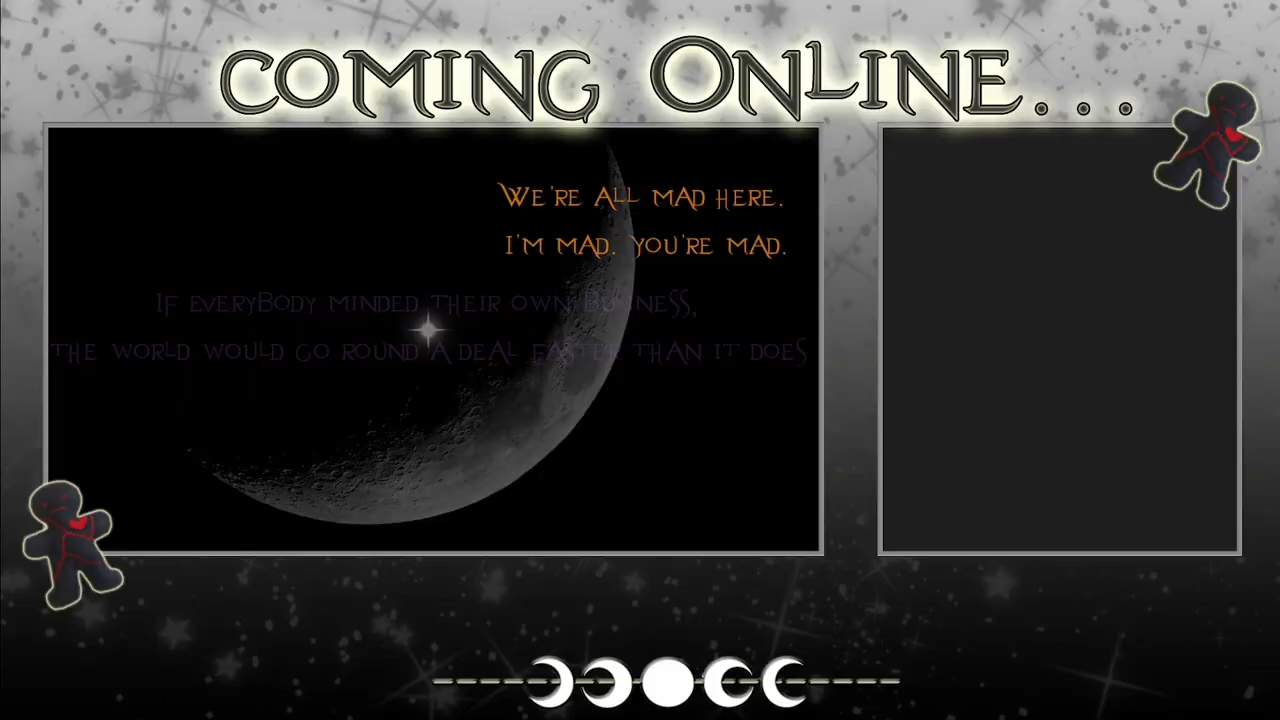 Coming Online...
We're all mad here.
I'm mad. You're mad.
If everybody minded their own business,
the world would go round a deal faster than it does